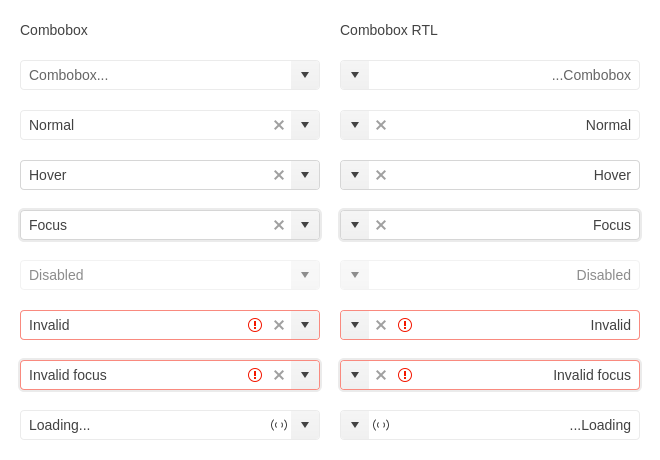 Combobox
Combobox RTL
Combobox...
...Combobox
Normal
Normal
Hover
Hover
Focus
Focus
Disabled
Disabled
Invalid
Invalid
Invalid focus
Invalid focus
Loading...
...Loading